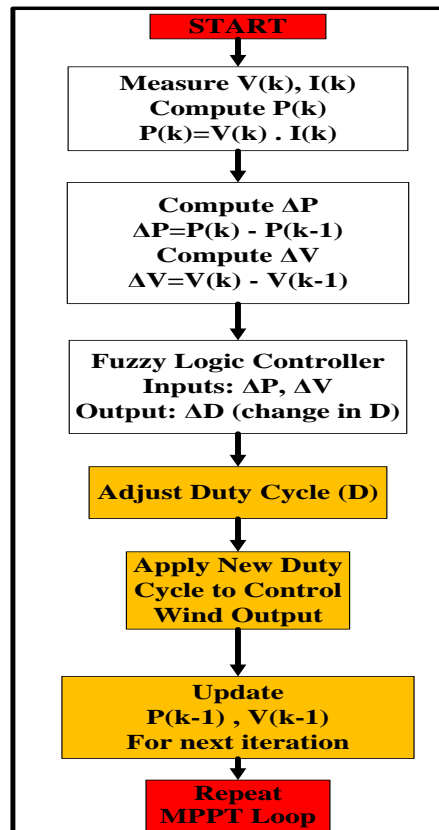 START
Measure V(k), I(k)
Compute P(k)
P(k)=V(k) . I(k)
Compute ΔP
ΔP=P(k) - P(k-1)
Compute ΔV
ΔV=V(k) - V(k-1)
Fuzzy Logic Controller
Inputs: ΔP, ΔV
Output: ΔD (change in D)
Adjust Duty Cycle (D)
Apply New Duty
Cycle to Control
Wind Output
Update
P(k-1) , V(k-1)
For next iteration
Repeat
MPPT Loop